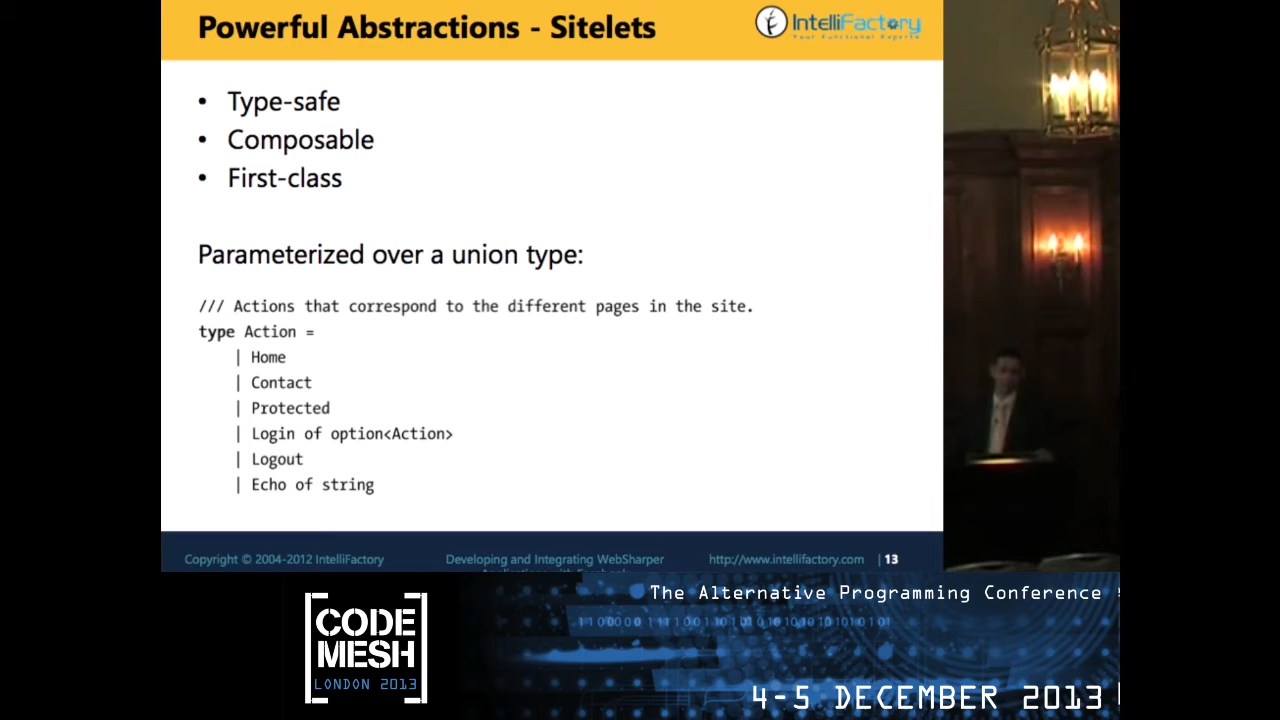 Powerful Abstractions - Sitelets
IntelliFactory
Your Functional Experts
• Type-safe
• Composable
• First-class
Parameterized over a union type:
/// Actions that correspond to the different pages in the site.
type Action =
| Home
| Contact
| Protected
| Login of option<Action>
| Logout
| Echo of string
Copyright © 2004-2012 IntelliFactory
Developing and Integrating WebSharper
http://www.intellifactory.com | 13
The Alternative Programming Conference
CODE
MESH
LONDON 2013
4-5 DECEMBER 2013